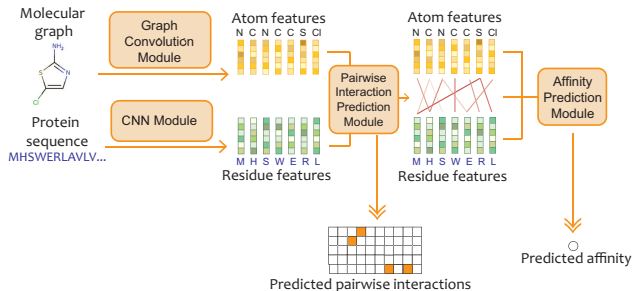 Molecular
graph
NH₂
S
N
Cl
Protein
sequence
MHSWERLAVLV...
Graph
Convolution
Module
CNN Module
Atom features
N C N C C S Cl
M H S W E R L
Residue features
Pairwise
Interaction
Prediction
Module
Atom features
N C N C C S Cl
M H S W E R L
Residue features
Affinity
Prediction
Module
Predicted pairwise interactions
Predicted affinity